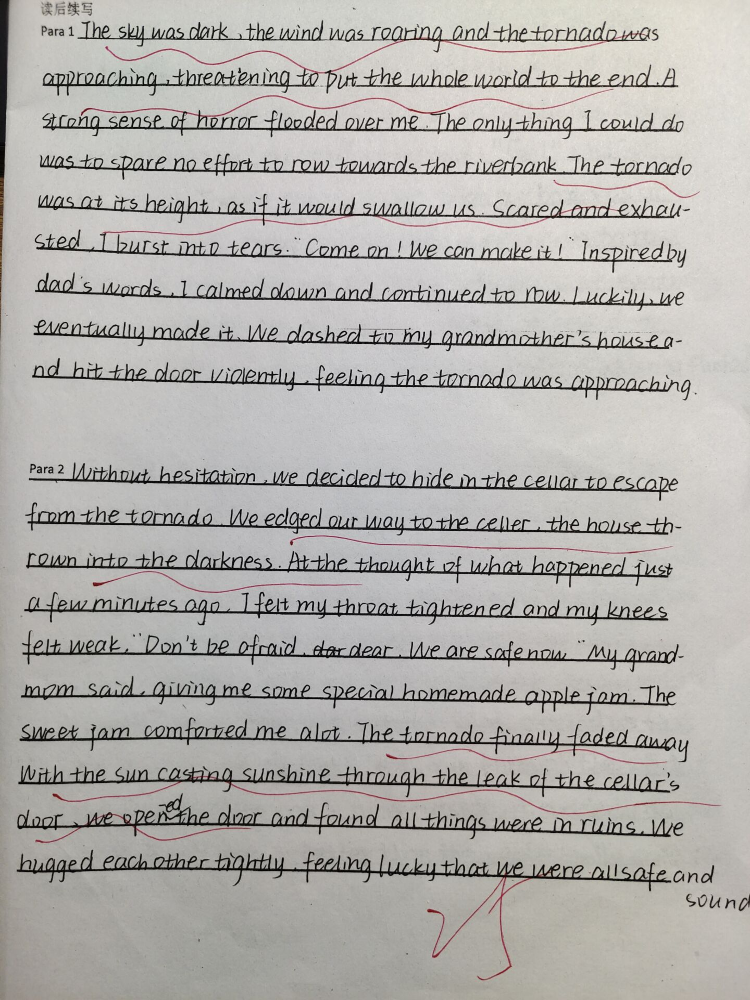 读后续写
Para 1 The sky was dark, the wind was roaring and the tornado was
approaching, threatening to put the whole world to the end. A
strong sense of horror flooded over me. The only thing I could do
was to spare no effort to row towards the riverbank. The tornado
was at its height, as if it would swallow us. Scared and exhau-
sted, I burst into tears. "Come on! We can make it!" Inspired by
dad's words, I calmed down and continued to row. Luckily, we
eventually made it. We dashed to my grandmother's house a-
nd hit the door violently, feeling the tornado was approaching.
Para 2 Without hesitation, we decided to hide in the cellar to escape
from the tornado. We edged our way to the celler, the house th-
rown into the darkness. At the thought of what happened just
a few minutes ago, I felt my throat tightened and my knees
felt weak. "Don't be afraid, dar dear. We are safe now." My grand-
mom said, giving me some special homemade apple jam. The
sweet jam comforted me a lot. The tornado finally faded away
With the sun casting sunshine through the leak of the cellar's
door, we opened the door and found all things were in ruins. We
hugged each other tightly, feeling lucky that we were all safe and
sound